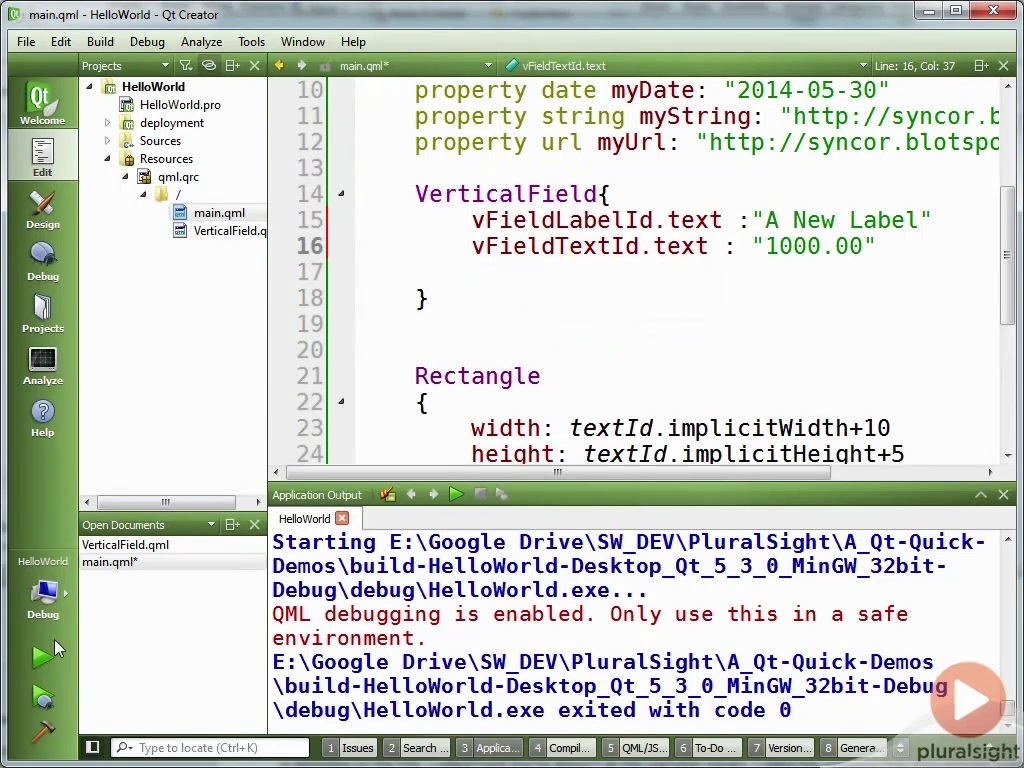 main.qml - HelloWorld - Qt Creator
File Edit Build Debug Analyze Tools Window Help
Projects main.qml* vFieldTextId.text Line: 16, Col: 37
Qt
Welcome
Edit
Design
Debug
Projects
Analyze
Help
HelloWorld
Debug
HelloWorld
HelloWorld.pro
deployment
Sources
Resources
qml.qrc
/
main.qml
VerticalField.q
Open Documents
VerticalField.qml
main.qml*
10 property date myDate: "2014-05-30"
11 property string myString: "http://syncor.b
12 property url myUrl: "http://syncor.blotspo
13
14 VerticalField{
15 vFieldLabelId.text :"A New Label"
16 vFieldTextId.text : "1000.00"
17
18 }
19
20
21 Rectangle
22 {
23 width: textId.implicitWidth+10
24 height: textId.implicitHeight+5
Application Output
HelloWorld
Starting E:\Google Drive\SW_DEV\PluralSight\A_Qt-Quick-
Demos\build-HelloWorld-Desktop_Qt_5_3_0_MinGW_32bit-
Debug\debug\HelloWorld.exe...
QML debugging is enabled. Only use this in a safe
environment.
E:\Google Drive\SW_DEV\PluralSight\A_Qt-Quick-Demos
\build-HelloWorld-Desktop_Qt_5_3_0_MinGW_32bit-Debug
\debug\HelloWorld.exe exited with code 0
Type to locate (Ctrl+K) 1 Issues 2 Search ... 3 Applica... 4 Compil... 5 QML/JS... 6 To-Do ... 7 Version... 8 Genera...
pluralsight